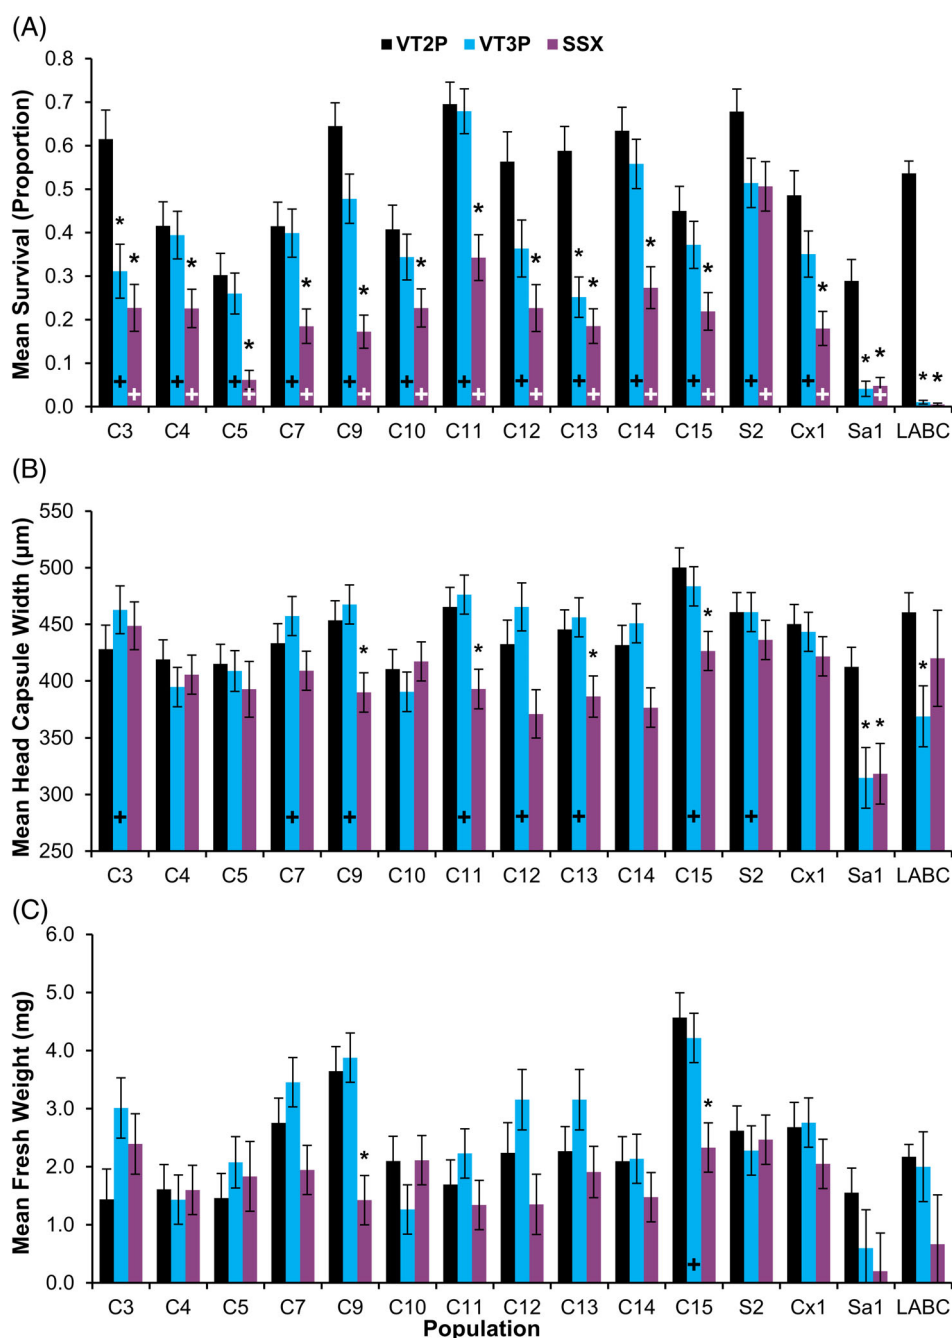 (A)
VT2P VT3P SSX
Mean Survival (Proportion)
0.8
0.7
0.6
0.5
0.4
0.3
0.2
0.1
0.0
* * * * * * * * * * * * * * * * * *
+ + + + + + + + + + + + + + + + + + + + + + + + + +
C3 C4 C5 C7 C9 C10 C11 C12 C13 C14 C15 S2 Cx1 Sa1 LABC
(B)
Mean Head Capsule Width (µm)
550
500
450
400
350
300
250
* * * * * * *
+ + + + + + + +
C3 C4 C5 C7 C9 C10 C11 C12 C13 C14 C15 S2 Cx1 Sa1 LABC
(C)
Mean Fresh Weight (mg)
6.0
5.0
4.0
3.0
2.0
1.0
0.0
* *
+
C3 C4 C5 C7 C9 C10 C11 C12 C13 C14 C15 S2 Cx1 Sa1 LABC
Population